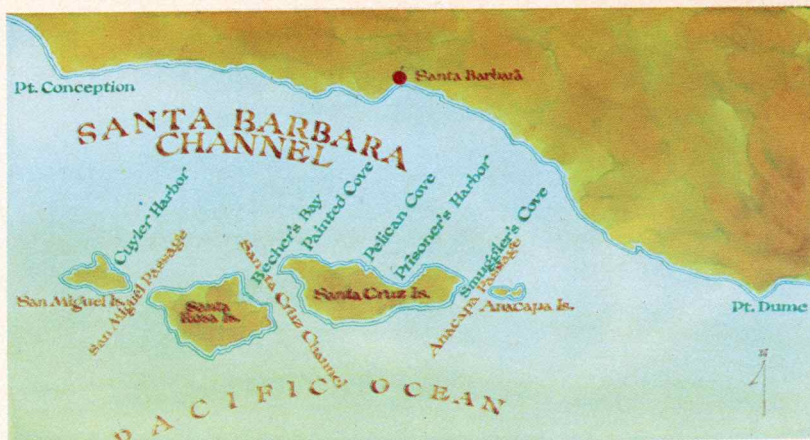 Santa Barbara
Pt. Conception
SANTA BARBARA
CHANNEL
Cuyler Harbor
Becher's Bay
Painted Cove
Pelican Cove
Prisoner's Harbor
Smuggler's Cove
San Miguel Is.
San Miguel Passage
Santa
Rosa Is.
Santa Cruz Channel
Santa Cruz Is.
Anacapa Passage
Anacapa Is.
Pt. Dume
PACIFIC OCEAN
N